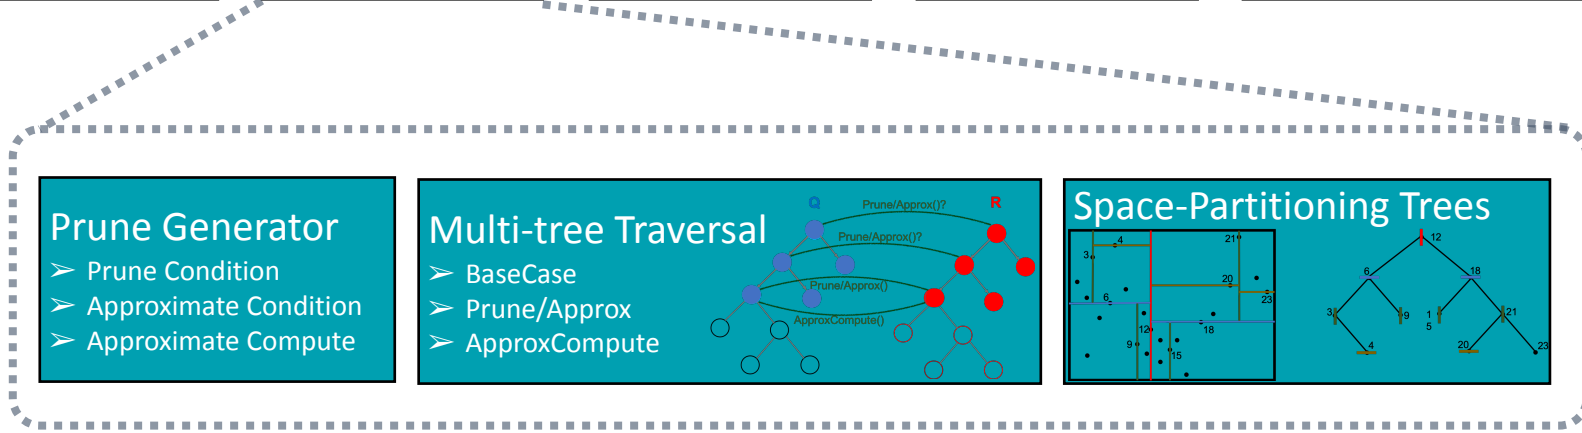 Prune Generator
➢ Prune Condition
➢ Approximate Condition
➢ Approximate Compute
Multi-tree Traversal
➢ BaseCase
➢ Prune/Approx
➢ ApproxCompute
Q
R
Prune/Approx()?
Prune/Approx()?
Prune/Approx()
ApproxCompute()
Space-Partitioning Trees
4
21
3
20
6
23
12
18
9
15
12
6
18
3
9
1
5
21
4
20
23